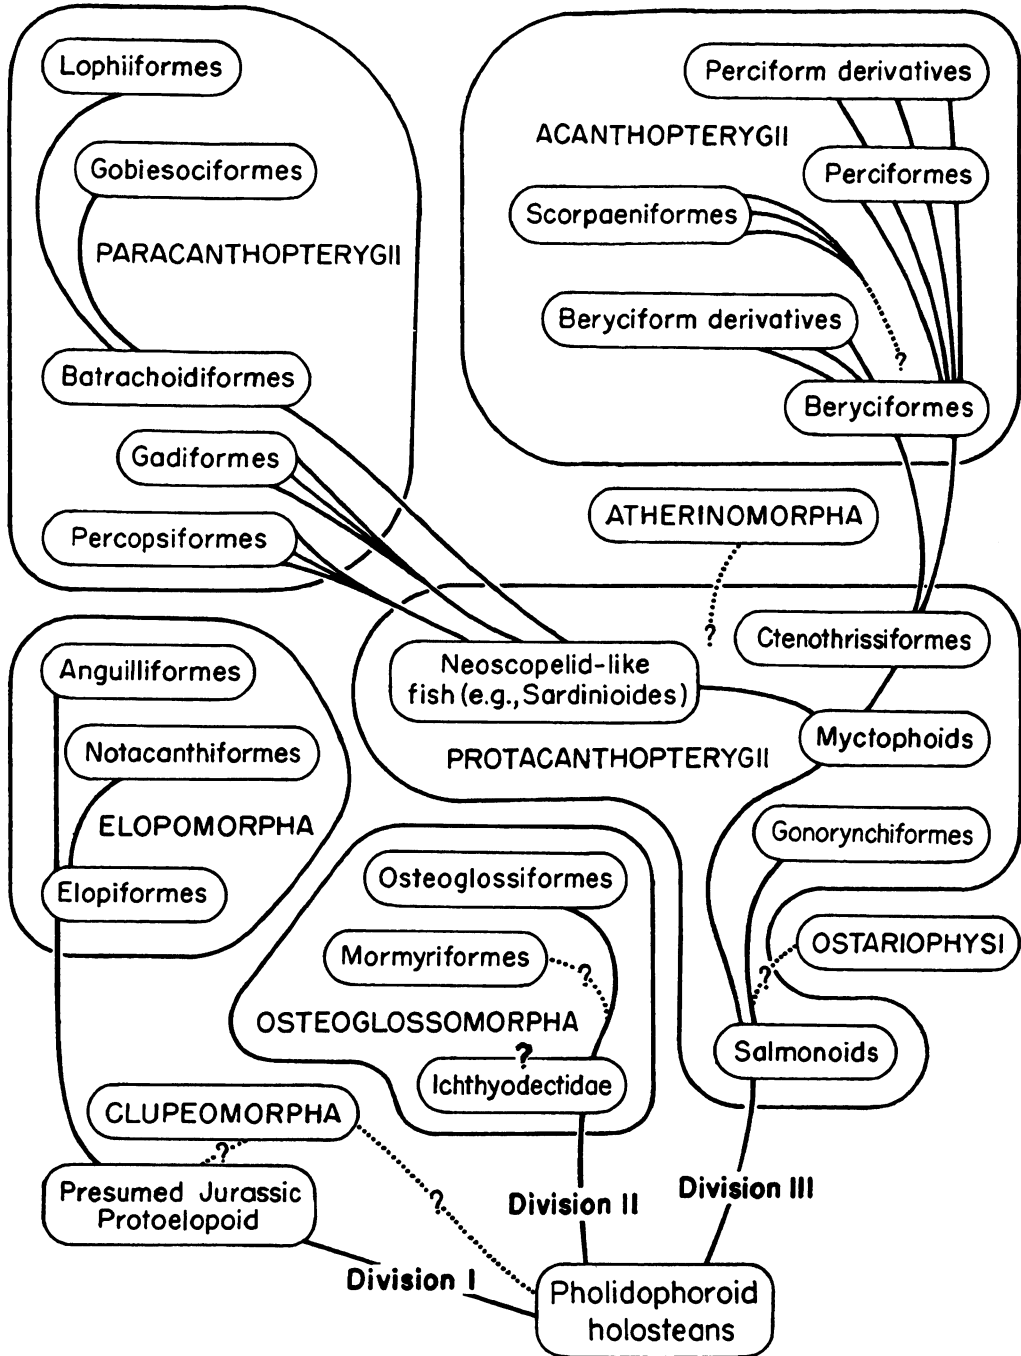 Lophiiformes
Gobiesociformes
PARACANTHOPTERYGII
Batrachoidiformes
Gadiformes
Percopsiformes
Perciform derivatives
ACANTHOPTERYGII
Perciformes
Scorpaeniformes
Beryciform derivatives
?
Beryciformes
ATHERINOMORPHA
?
Ctenothrissiformes
Neoscopelid-like
fish (e.g., Sardinioides)
Myctophoids
PROTACANTHOPTERYGII
Gonorynchiformes
Anguilliformes
Notacanthiformes
ELOPOMORPHA
Elopiformes
Osteoglossiformes
Mormyriformes
?
OSTEOGLOSSOMORPHA
?
Ichthyodectidae
OSTARIOPHYSI
?
Salmonoids
CLUPEOMORPHA
?
?
Presumed Jurassic
Protoelopoid
Division I
Division II
Division III
Pholidophoroid
holosteans